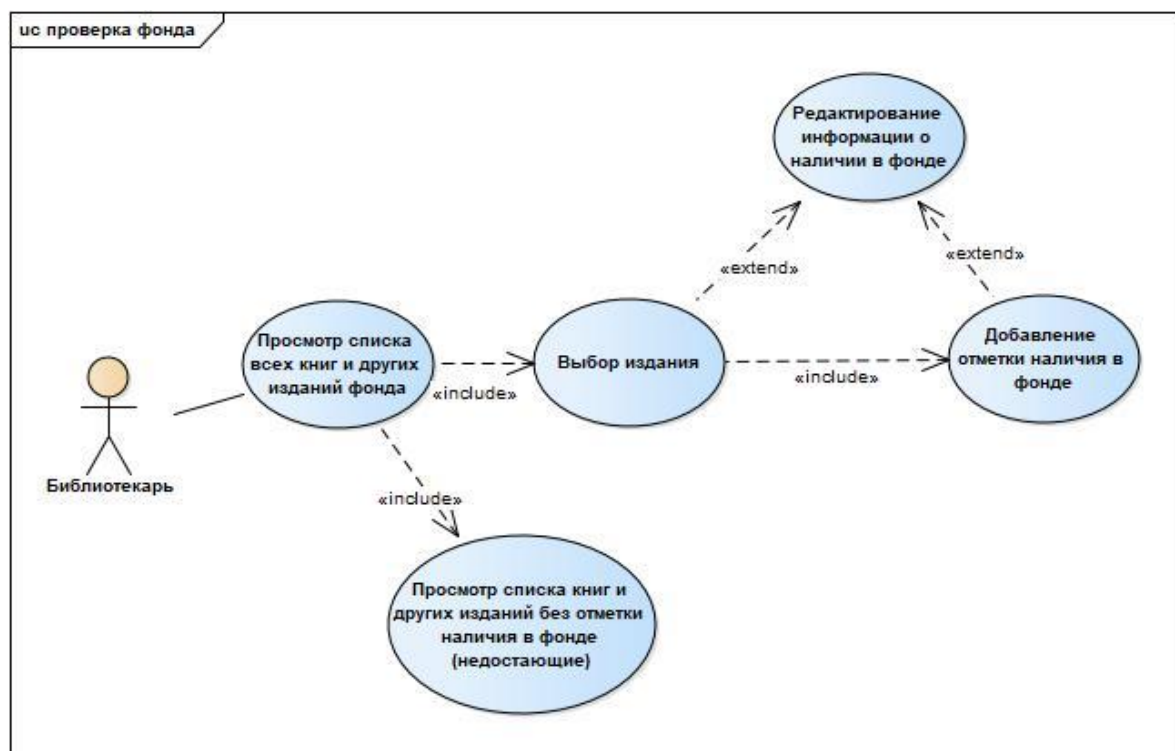 uc проверка фонда
Редактирование
информации о
наличии в фонде
«extend»
«extend»
Просмотр списка
всех книг и других
изданий фонда
«include»
Выбор издания
«include»
Добавление
отметки наличия в
фонде
Библиотекарь
«include»
Просмотр списка книг и
других изданий без отметки
наличия в фонде
(недостающие)